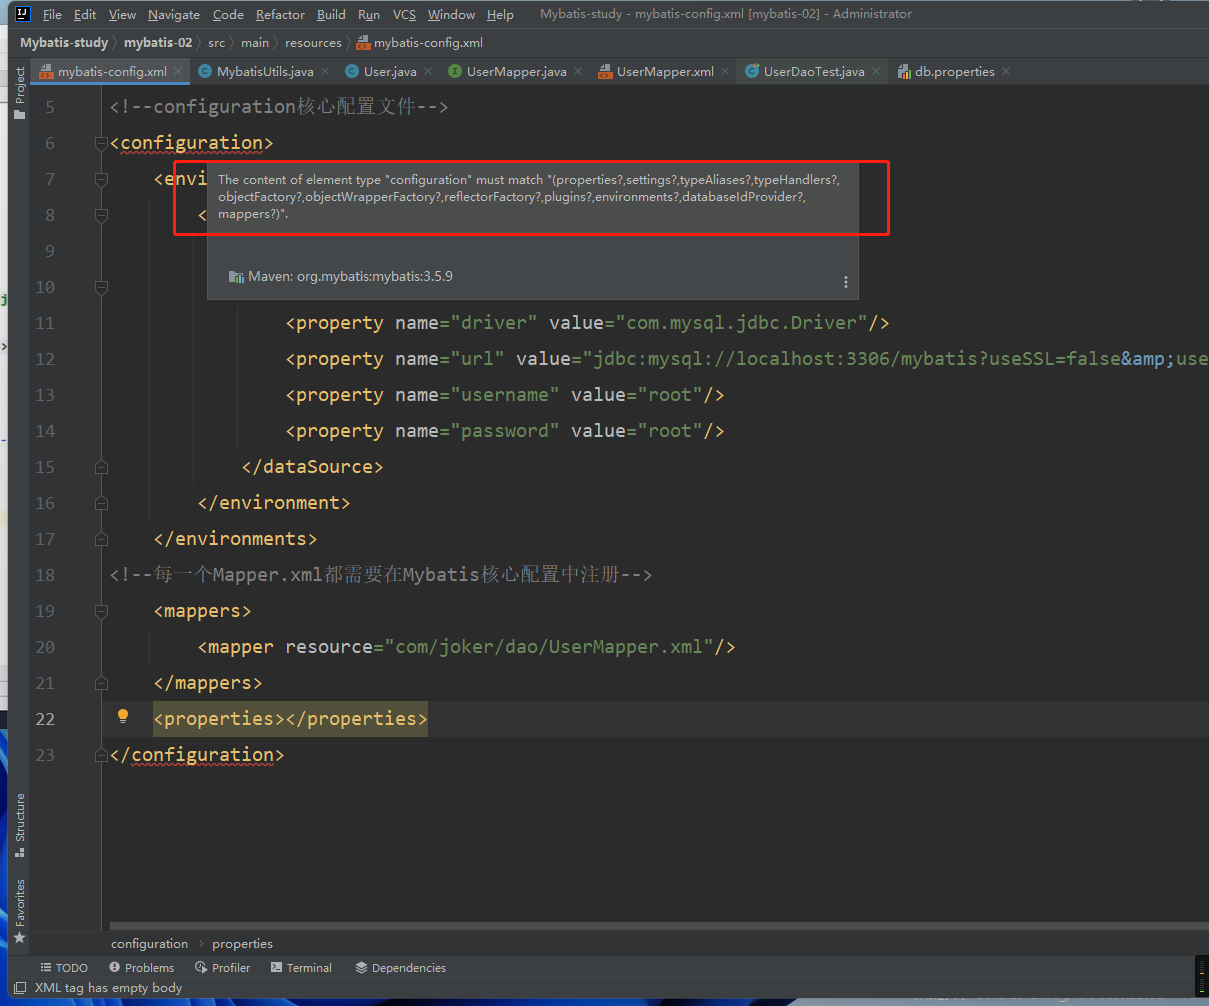 File Edit View Navigate Code Refactor Build Run VCS Window Help Mybatis-study - mybatis-config.xml [mybatis-02] - Administrator
Mybatis-study mybatis-02 src main resources mybatis-config.xml
mybatis-config.xml MybatisUtils.java User.java UserMapper.java UserMapper.xml UserDaoTest.java db.properties
Project
5 <!--configuration核心配置文件-->
6 <configuration>
7 <envi
The content of element type "configuration" must match "(properties?,settings?,typeAliases?,typeHandlers?,
objectFactory?,objectWrapperFactory?,reflectorFactory?,plugins?,environments?,databaseIdProvider?,
mappers?)".
8 <
9
Maven: org.mybatis:mybatis:3.5.9
10
11 <property name="driver" value="com.mysql.jdbc.Driver"/>
12 <property name="url" value="jdbc:mysql://localhost:3306/mybatis?useSSL=false&amp;use
13 <property name="username" value="root"/>
14 <property name="password" value="root"/>
15 </dataSource>
16 </environment>
17 </environments>
18 <!--每一个Mapper.xml都需要在Mybatis核心配置中注册-->
19 <mappers>
20 <mapper resource="com/joker/dao/UserMapper.xml"/>
21 </mappers>
22 <properties></properties>
23 </configuration>
Structure
Favorites
configuration properties
TODO Problems Profiler Terminal Dependencies
XML tag has empty body